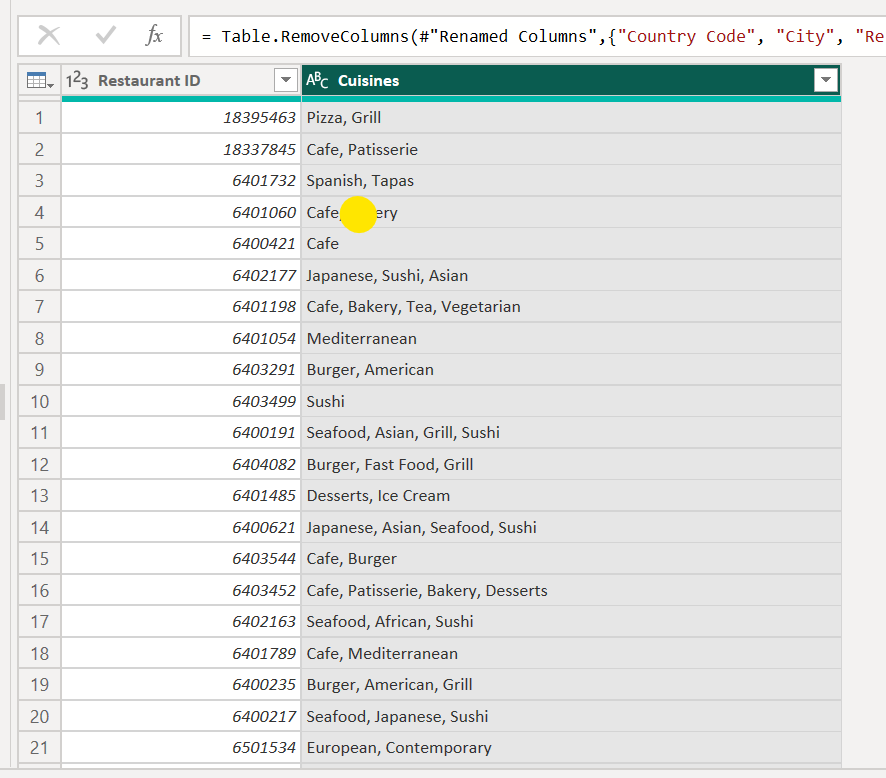 fx = Table.RemoveColumns(#"Renamed Columns",{"Country Code", "City", "Re
1²3 Restaurant ID ABC Cuisines
1 18395463 Pizza, Grill
2 18337845 Cafe, Patisserie
3 6401732 Spanish, Tapas
4 6401060 Cafe,
5 6400421 Cafe
6 6402177 Japanese, Sushi, Asian
7 6401198 Cafe, Bakery, Tea, Vegetarian
8 6401054 Mediterranean
9 6403291 Burger, American
10 6403499 Sushi
11 6400191 Seafood, Asian, Grill, Sushi
12 6404082 Burger, Fast Food, Grill
13 6401485 Desserts, Ice Cream
14 6400621 Japanese, Asian, Seafood, Sushi
15 6403544 Cafe, Burger
16 6403452 Cafe, Patisserie, Bakery, Desserts
17 6402163 Seafood, African, Sushi
18 6401789 Cafe, Mediterranean
19 6400235 Burger, American, Grill
20 6400217 Seafood, Japanese, Sushi
21 6501534 European, Contemporary